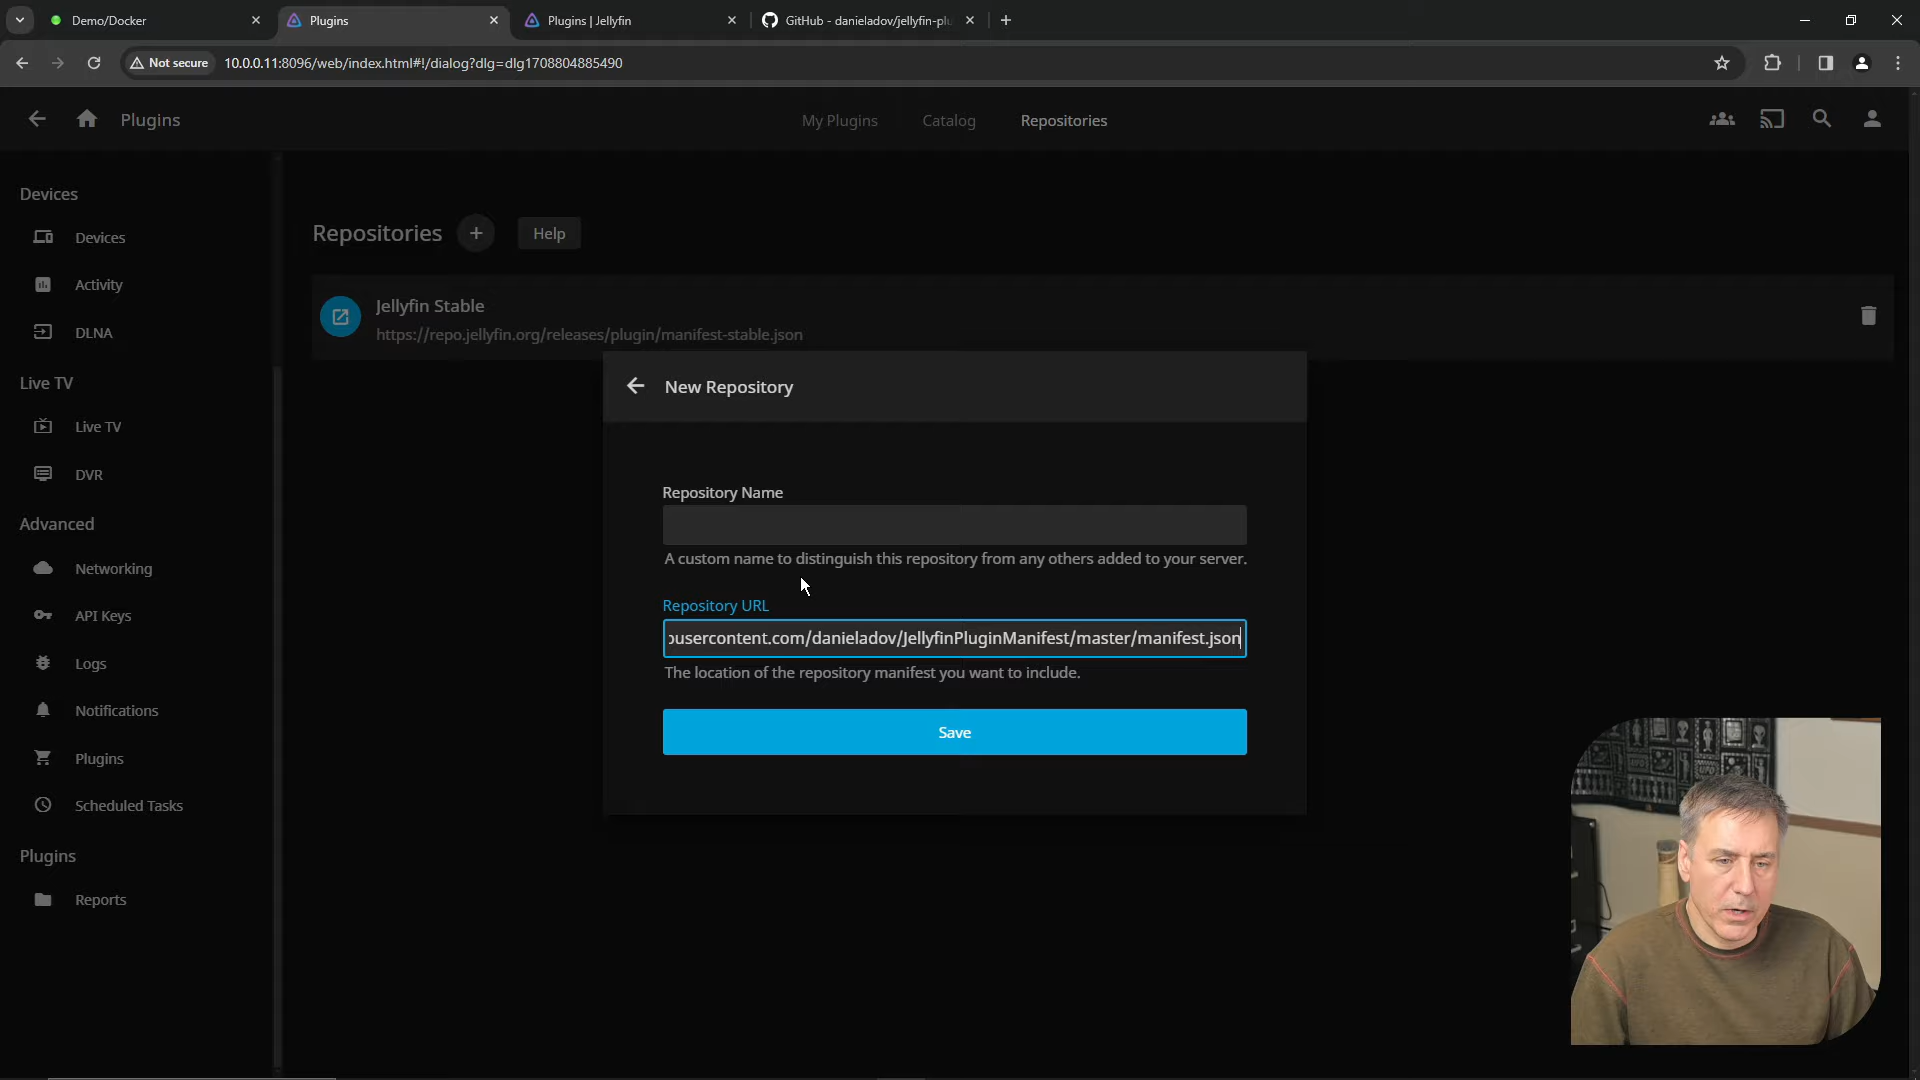 Demo/Docker
Plugins
Plugins | Jellyfin
GitHub - danieladov/jellyfin-plu
Not secure
10.0.0.11:8096/web/index.html#!/dialog?dlg=dlg1708804885490
Plugins
My Plugins
Catalog
Repositories
Devices
Devices
Activity
DLNA
Live TV
Live TV
DVR
Advanced
Networking
API Keys
Logs
Notifications
Plugins
Scheduled Tasks
Plugins
Reports
Repositories
Help
Jellyfin Stable
https://repo.jellyfin.org/releases/plugin/manifest-stable.json
New Repository
Repository Name
A custom name to distinguish this repository from any others added to your server.
Repository URL
usercontent.com/danieladov/JellyfinPluginManifest/master/manifest.json
The location of the repository manifest you want to include.
Save